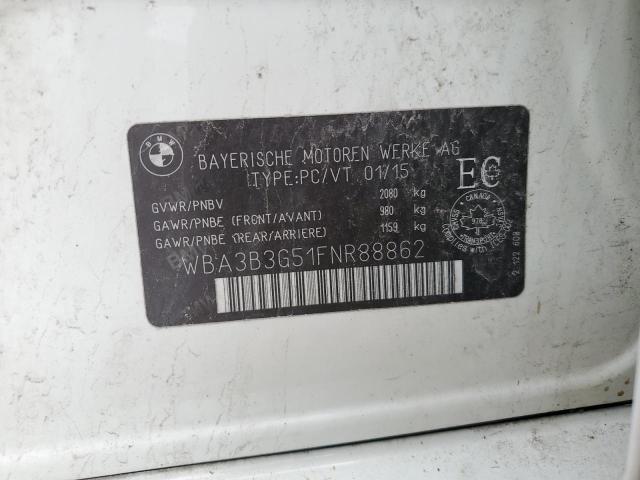 BMW
BAYERISCHE MOTOREN WERKE AG
TYPE:PC/VT 01/15
EC
GVWR/PNBV 2080 kg
GAWR/PNBE (FRONT/AVANT) 980 kg
GAWR/PNBE (REAR/ARRIERE) 1159 kg
WBA3B3G51FNR88862
CANADA